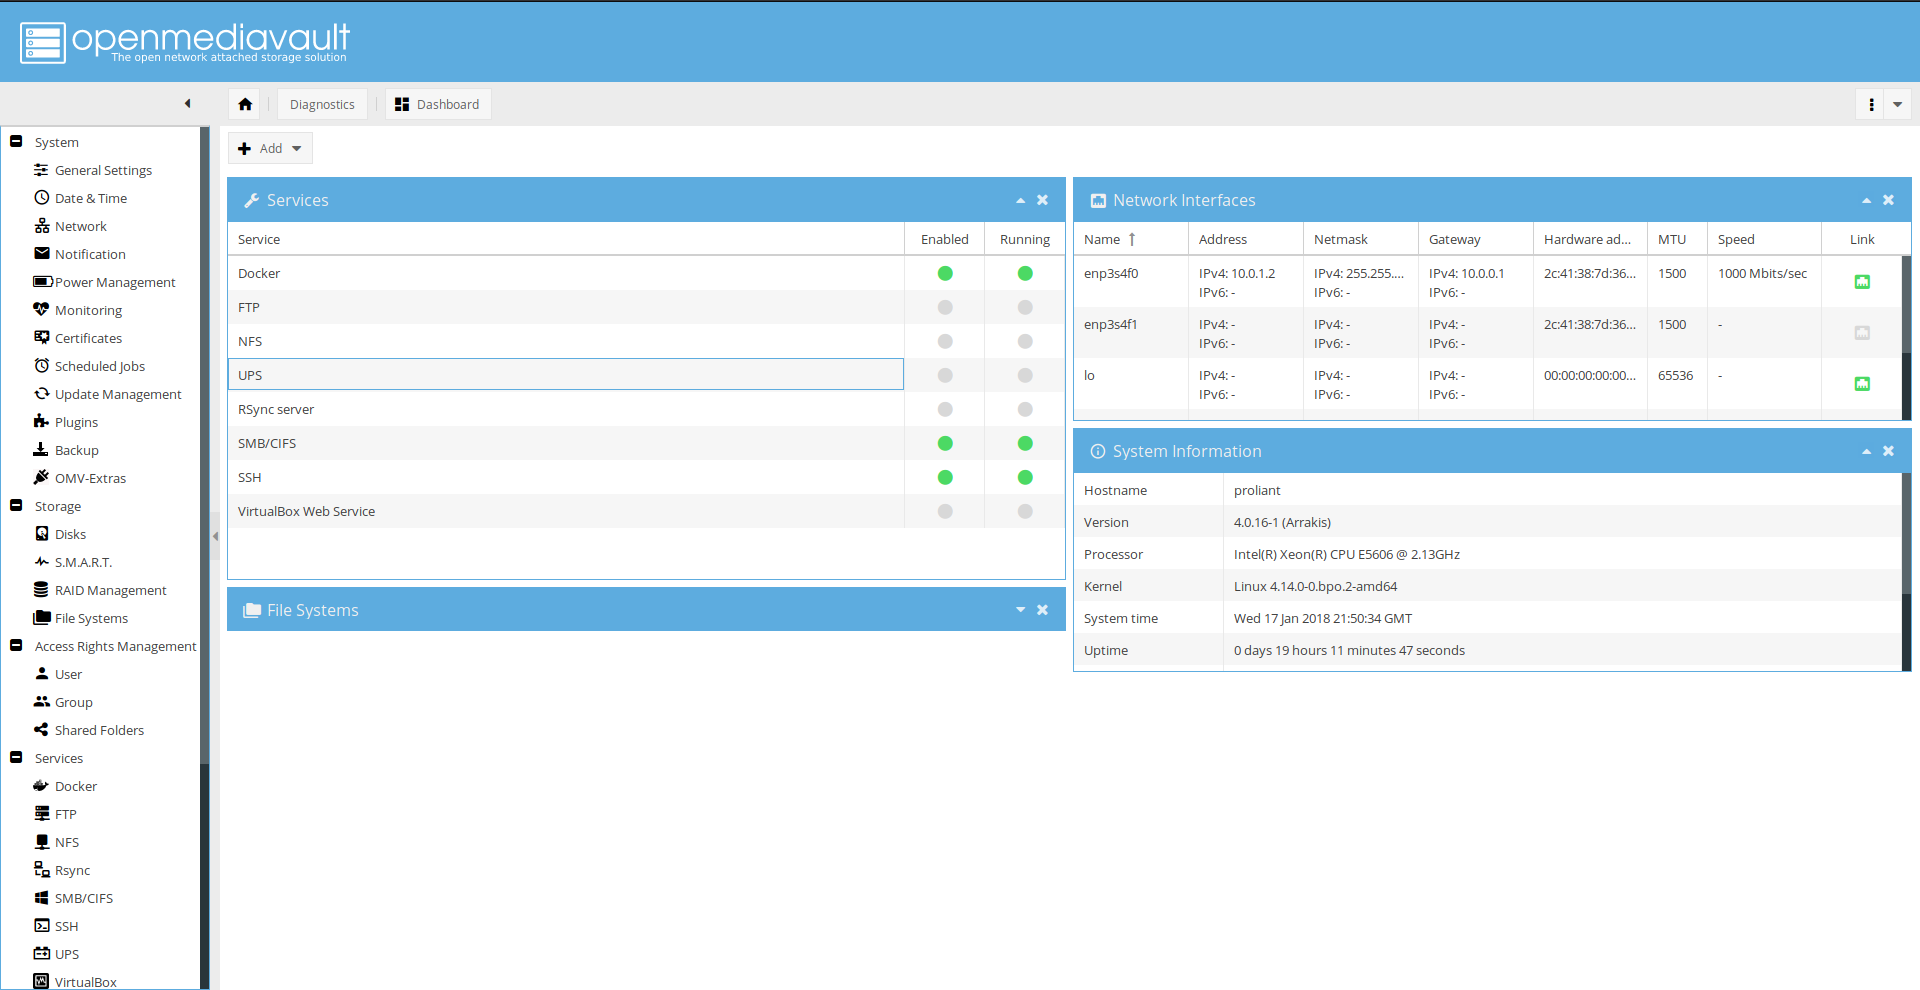 openmediavault
The open network attached storage solution
Diagnostics
Dashboard
System
General Settings
Date & Time
Network
Notification
Power Management
Monitoring
Certificates
Scheduled Jobs
Update Management
Plugins
Backup
OMV-Extras
Storage
Disks
S.M.A.R.T.
RAID Management
File Systems
Access Rights Management
User
Group
Shared Folders
Services
Docker
FTP
NFS
Rsync
SMB/CIFS
SSH
UPS
VirtualBox
Add
Services
Service Enabled Running
Docker
FTP
NFS
UPS
RSync server
SMB/CIFS
SSH
VirtualBox Web Service
File Systems
Network Interfaces
Name Address Netmask Gateway Hardware ad... MTU Speed Link
enp3s4f0 IPv4: 10.0.1.2 IPv4: 255.255.... IPv4: 10.0.0.1 2c:41:38:7d:36... 1500 1000 Mbits/sec
IPv6: - IPv6: - IPv6: -
enp3s4f1 IPv4: - IPv4: - IPv4: - 2c:41:38:7d:36... 1500 -
IPv6: - IPv6: - IPv6: -
lo IPv4: - IPv4: - IPv4: - 00:00:00:00:00... 65536 -
IPv6: - IPv6: - IPv6: -
System Information
Hostname proliant
Version 4.0.16-1 (Arrakis)
Processor Intel(R) Xeon(R) CPU E5606 @ 2.13GHz
Kernel Linux 4.14.0-0.bpo.2-amd64
System time Wed 17 Jan 2018 21:50:34 GMT
Uptime 0 days 19 hours 11 minutes 47 seconds